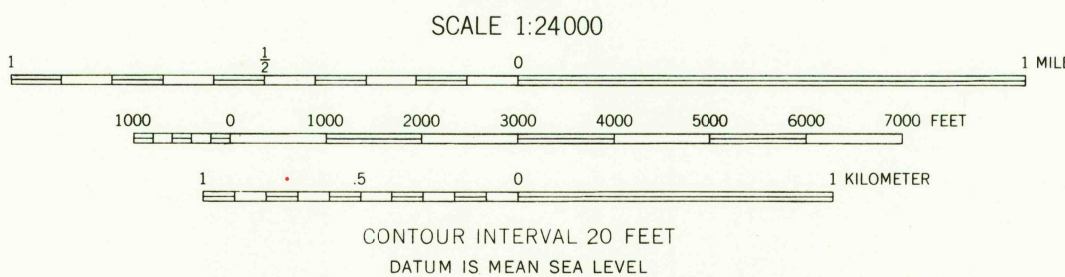 SCALE 1:24000
1 1/2 0 1 MILE
1000 0 1000 2000 3000 4000 5000 6000 7000 FEET
1 .5 0 1 KILOMETER
CONTOUR INTERVAL 20 FEET
DATUM IS MEAN SEA LEVEL